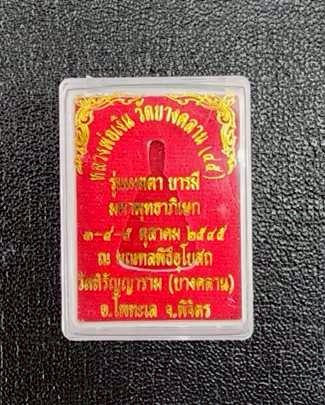 หลวงพ่อเงิน วัดบางคลาน ๔๕
รุ่นเมตตา บารมี
มหาพุทธาภิเษก
๓-๔-๕ ตุลาคม ๒๕๔๕
ณ มณฑลพิธีอุโบสถ
วัดหิรัญญาราม (บางคลาน)
อ.โพทะเล จ.พิจิตร